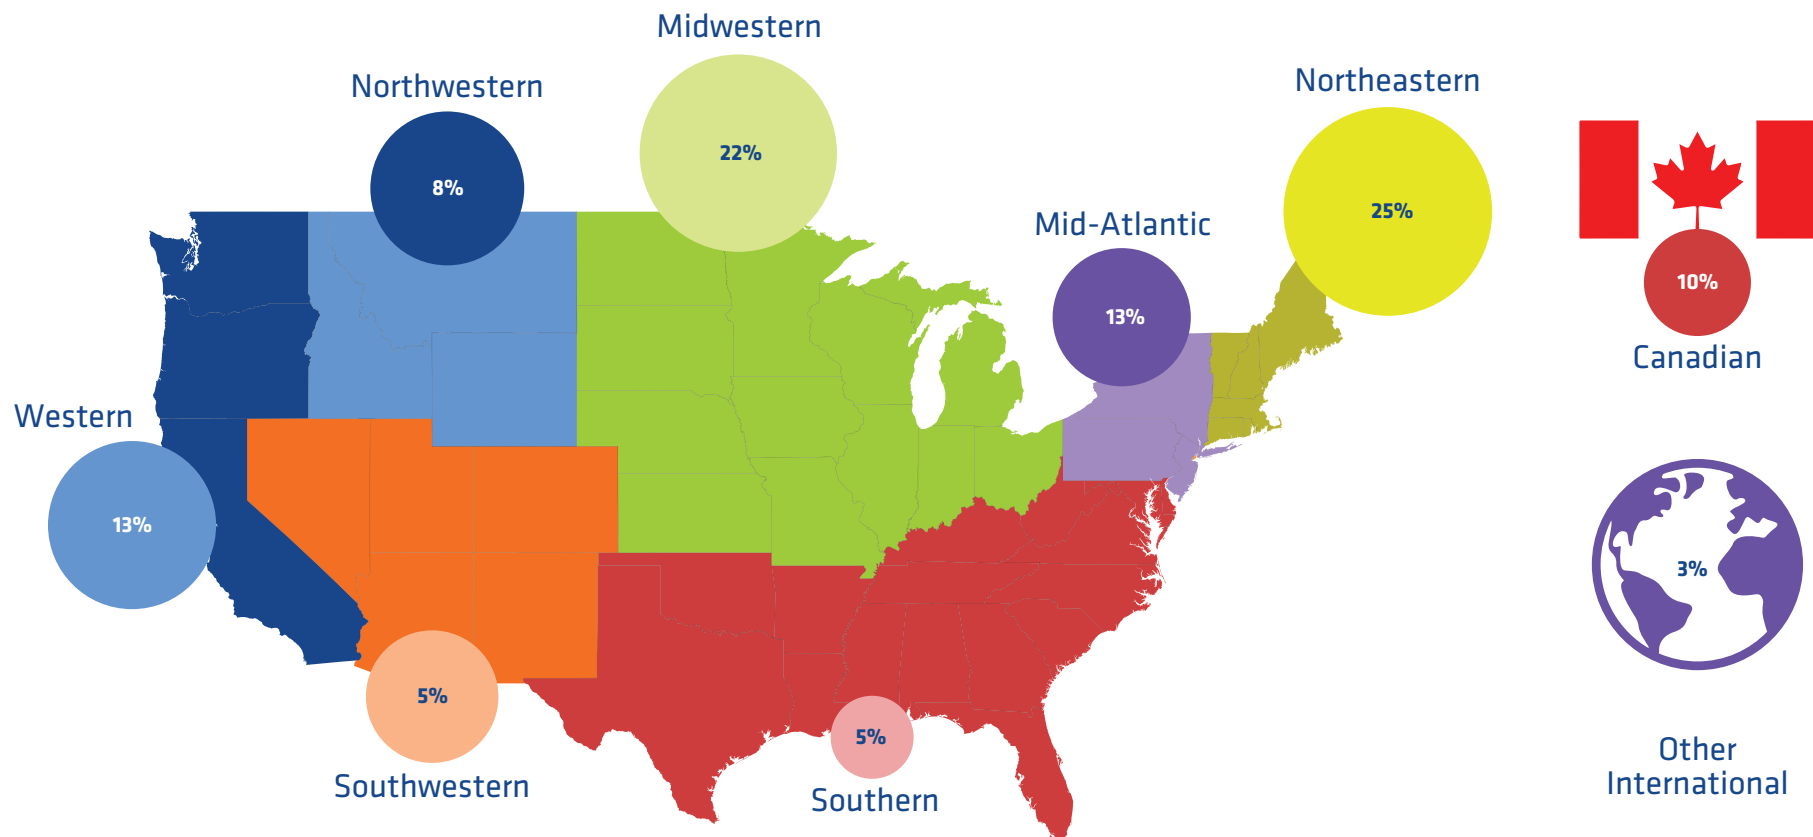 Midwestern
22%
Northwestern
8%
Northeastern
25%
Mid-Atlantic
13%
10%
Canadian
Western
13%
3%
Other
International
5%
Southwestern
5%
Southern